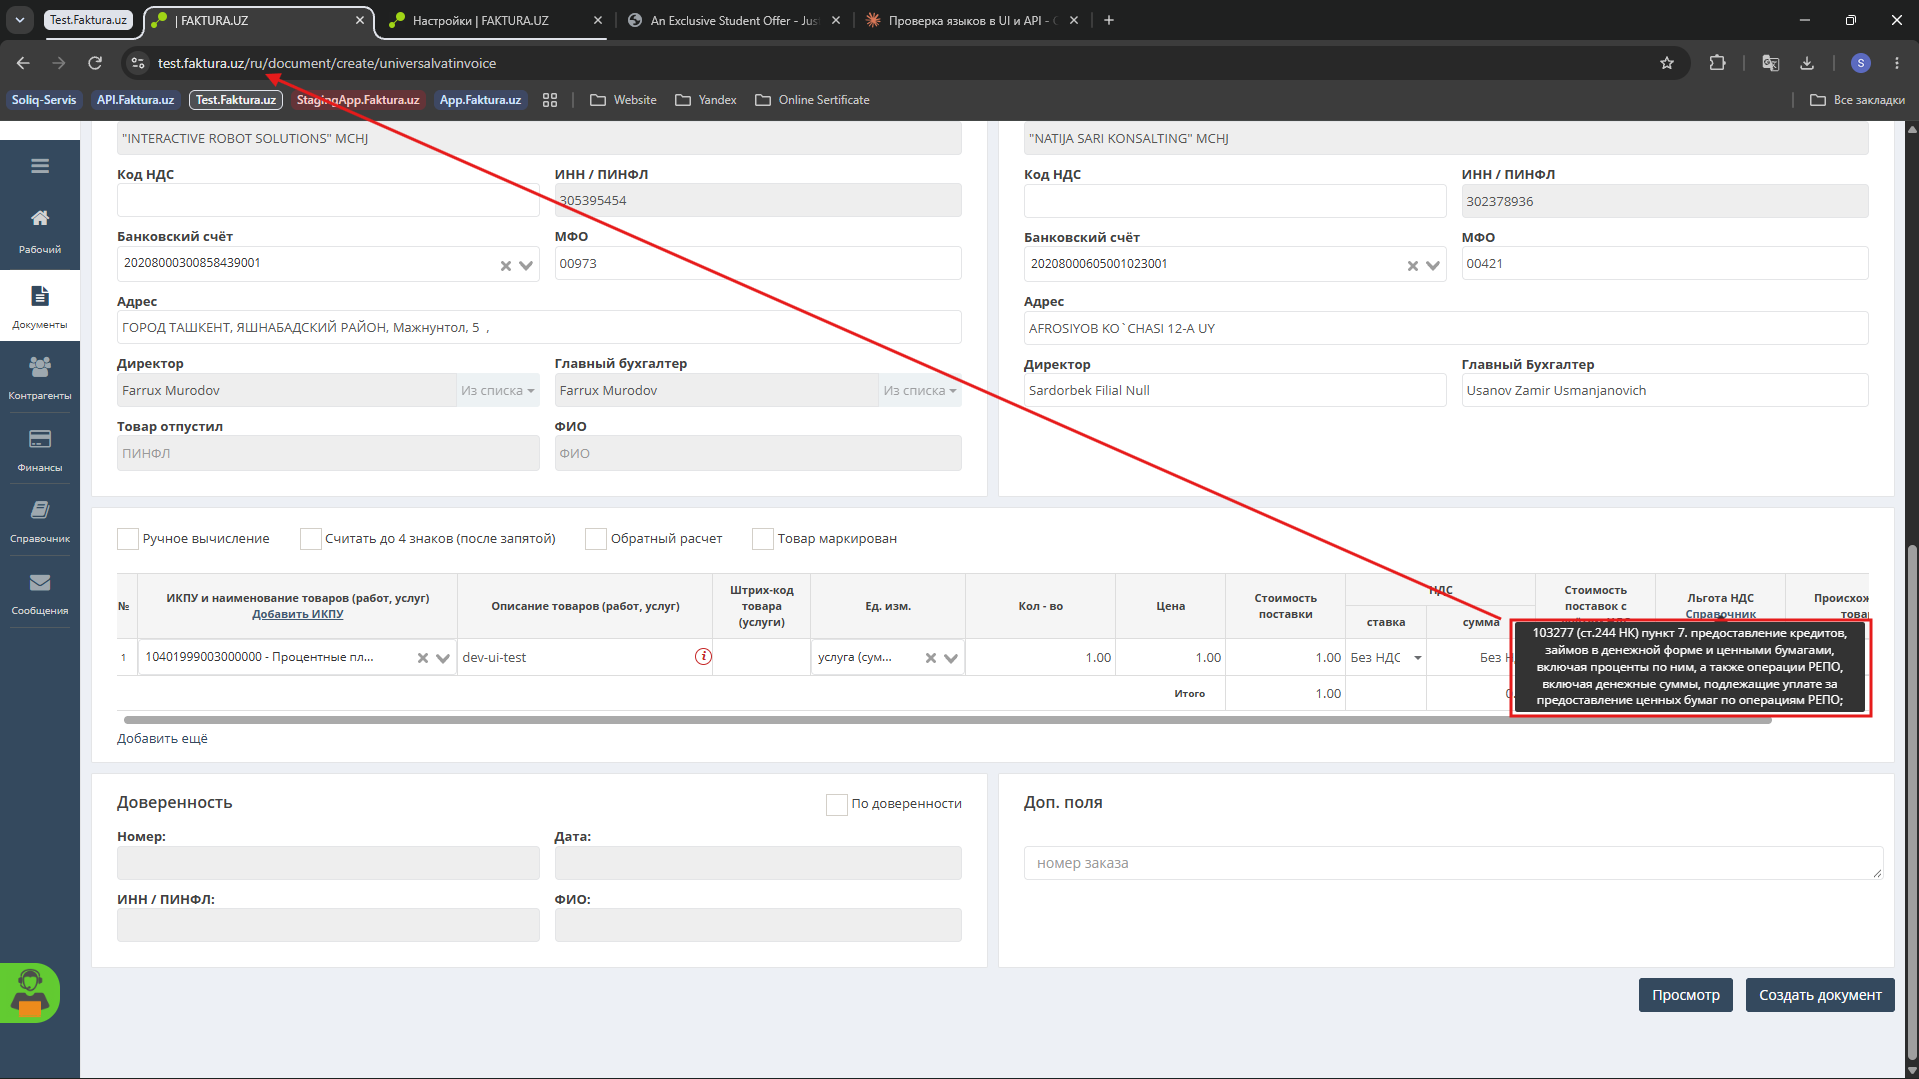 Test.Faktura.uz
| FAKTURA.UZ
Настройки | FAKTURA.UZ
An Exclusive Student Offer - Jus
Проверка языков в UI и API -
test.faktura.uz/ru/document/create/universalvatinvoice
S
Soliq-Servis
API.Faktura.uz
Test.Faktura.uz
StagingApp.Faktura.uz
App.Faktura.uz
Website
Yandex
Online Sertificate
Все закладки
Рабочий
Документы
Контрагенты
Финансы
Справочник
Сообщения
"INTERACTIVE ROBOT SOLUTIONS" MCHJ
Код НДС
ИНН / ПИНФЛ
305395454
Банковский счёт
МФО
20208000300858439001
00973
Адрес
ГОРОД ТАШКЕНТ, ЯШНАБАДСКИЙ РАЙОН, Мажнунтол, 5 ,
Директор
Главный бухгалтер
Farrux Murodov
Из списка
Farrux Murodov
Из списка
Товар отпустил
ФИО
ПИНФЛ
ФИО
"NATIJA SARI KONSALTING" MCHJ
Код НДС
ИНН / ПИНФЛ
302378936
Банковский счёт
МФО
20208000605001023001
00421
Адрес
AFROSIYOB KO`CHASI 12-A UY
Директор
Главный Бухгалтер
Sardorbek Filial Null
Usanov Zamir Usmanjanovich
Ручное вычисление
Считать до 4 знаков (после запятой)
Обратный расчет
Товар маркирован
№
ИКПУ и наименование товаров (работ, услуг)
Добавить ИКПУ
Описание товаров (работ, услуг)
Штрих-код
товара
(услуги)
Ед. изм.
Кол - во
Цена
Стоимость
поставки
НДС
ставка
сумма
Стоимость
поставок с
Льгота НДС
Справочник
Происхож
това
1
10401999003000000 - Процентные пл...
dev-ui-test
услуга (сум...
1.00
1.00
1.00
Без НДС
Без Н
Итого
1.00
0.
103277 (ст.244 НК) пункт 7. предоставление кредитов,
займов в денежной форме и ценными бумагами,
включая проценты по ним, а также операции РЕПО,
включая денежные суммы, подлежащие уплате за
предоставление ценных бумаг по операциям РЕПО;
Добавить ещё
Доверенность
По доверенности
Номер:
Дата:
ИНН / ПИНФЛ:
ФИО:
Доп. поля
номер заказа
Просмотр
Создать документ